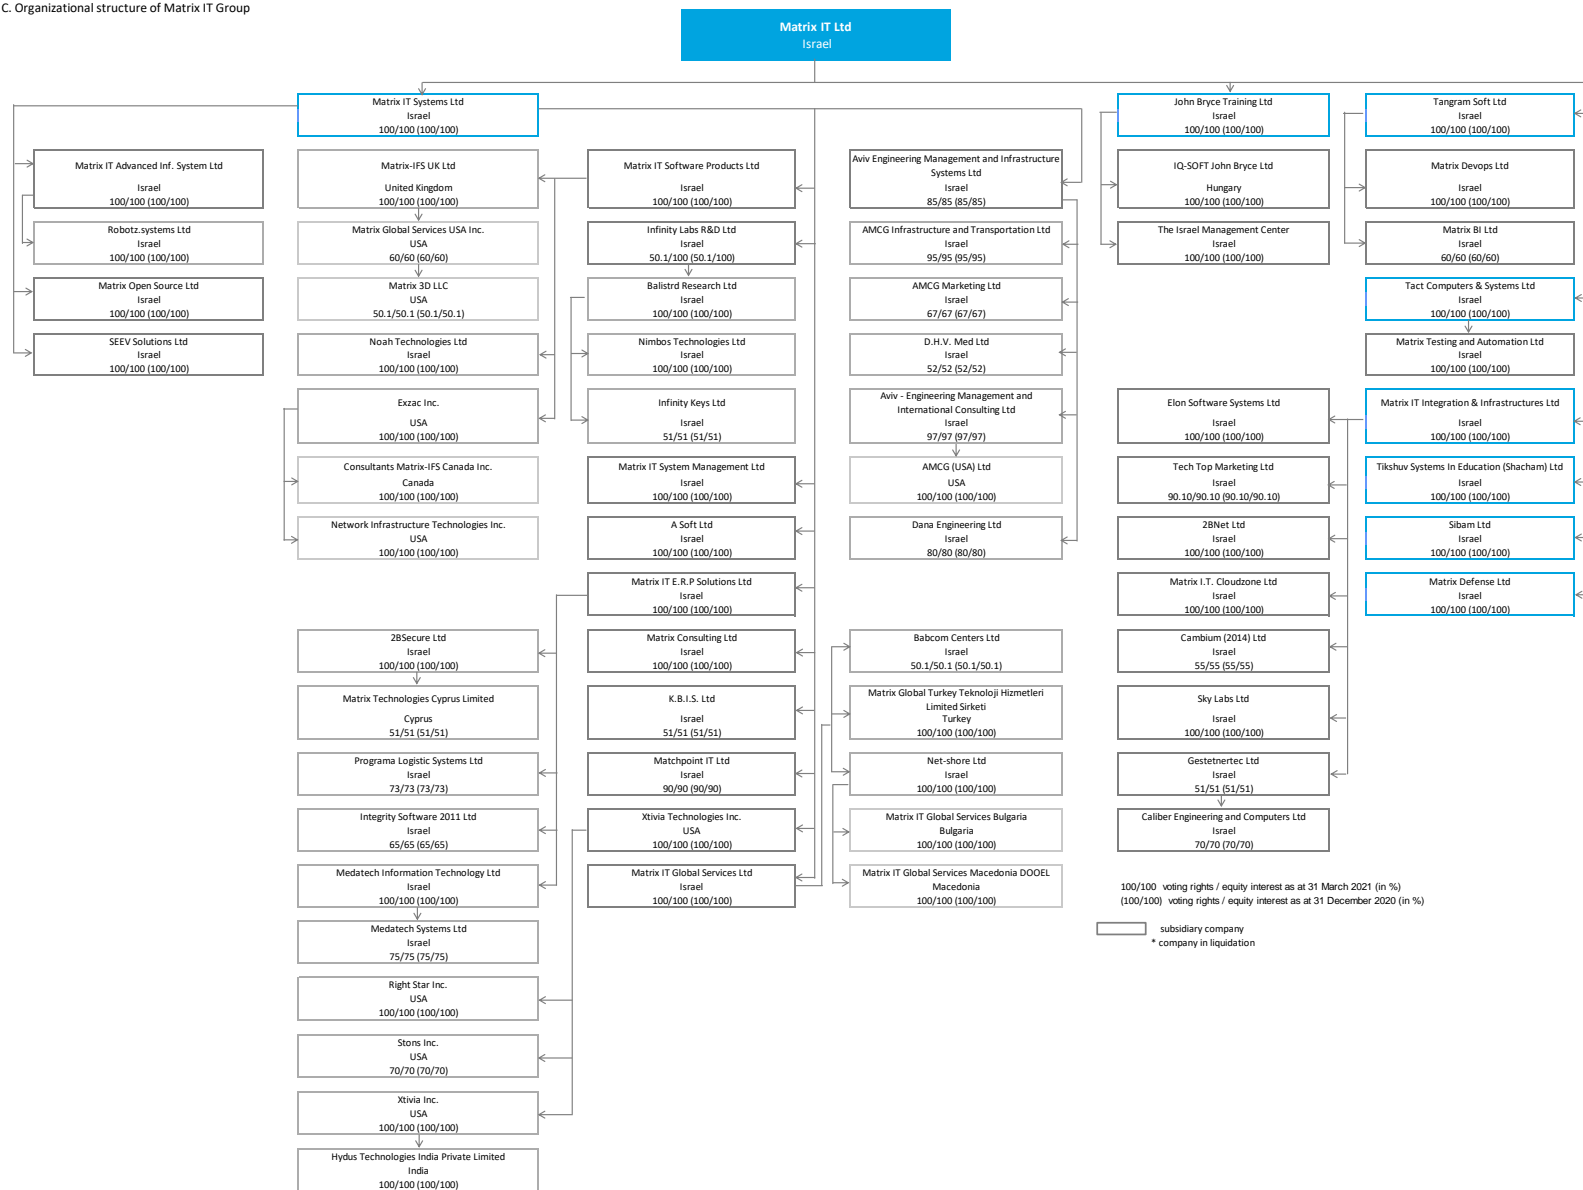 C. Organizational structure of Matrix IT Group
Matrix IT Ltd
Israel
Matrix IT Systems Ltd
Israel
100/100 (100/100)
John Bryce Training Ltd
Israel
100/100 (100/100)
Tangram Soft Ltd
Israel
100/100 (100/100)
Matrix IT Advanced Inf. System Ltd
Israel
100/100 (100/100)
Matrix-IFS UK Ltd
United Kingdom
100/100 (100/100)
Matrix IT Software Products Ltd
Israel
100/100 (100/100)
Aviv Engineering Management and Infrastructure
Systems Ltd
Israel
85/85 (85/85)
IQ-SOFT John Bryce Ltd
Hungary
100/100 (100/100)
Matrix Devops Ltd
Israel
100/100 (100/100)
Robotz.systems Ltd
Israel
100/100 (100/100)
Matrix Global Services USA Inc.
USA
60/60 (60/60)
Infinity Labs R&D Ltd
Israel
50.1/100 (50.1/100)
AMCG Infrastructure and Transportation Ltd
Israel
95/95 (95/95)
The Israel Management Center
Israel
100/100 (100/100)
Matrix BI Ltd
Israel
60/60 (60/60)
Matrix Open Source Ltd
Israel
100/100 (100/100)
Matrix 3D LLC
USA
50.1/50.1 (50.1/50.1)
Balistrd Research Ltd
Israel
100/100 (100/100)
AMCG Marketing Ltd
Israel
67/67 (67/67)
Tact Computers & Systems Ltd
Israel
100/100 (100/100)
SEEV Solutions Ltd
Israel
100/100 (100/100)
Noah Technologies Ltd
Israel
100/100 (100/100)
Nimbos Technologies Ltd
Israel
100/100 (100/100)
D.H.V. Med Ltd
Israel
52/52 (52/52)
Matrix Testing and Automation Ltd
Israel
100/100 (100/100)
Exzac Inc.
USA
100/100 (100/100)
Infinity Keys Ltd
Israel
51/51 (51/51)
Aviv - Engineering Management and
International Consulting Ltd
Israel
97/97 (97/97)
Elon Software Systems Ltd
Israel
100/100 (100/100)
Matrix IT Integration & Infrastructures Ltd
Israel
100/100 (100/100)
Consultants Matrix-IFS Canada Inc.
Canada
100/100 (100/100)
Matrix IT System Management Ltd
Israel
100/100 (100/100)
AMCG (USA) Ltd
USA
100/100 (100/100)
Tech Top Marketing Ltd
Israel
90.10/90.10 (90.10/90.10)
Tikshuv Systems In Education (Shacham) Ltd
Israel
100/100 (100/100)
Network Infrastructure Technologies Inc.
USA
100/100 (100/100)
A Soft Ltd
Israel
100/100 (100/100)
Dana Engineering Ltd
Israel
80/80 (80/80)
2BNet Ltd
Israel
100/100 (100/100)
Sibam Ltd
Israel
100/100 (100/100)
Matrix IT E.R.P Solutions Ltd
Israel
100/100 (100/100)
Matrix I.T. Cloudzone Ltd
Israel
100/100 (100/100)
Matrix Defense Ltd
Israel
100/100 (100/100)
2BSecure Ltd
Israel
100/100 (100/100)
Matrix Consulting Ltd
Israel
100/100 (100/100)
Babcom Centers Ltd
Israel
50.1/50.1 (50.1/50.1)
Cambium (2014) Ltd
Israel
55/55 (55/55)
Matrix Technologies Cyprus Limited
Cyprus
51/51 (51/51)
K.B.I.S. Ltd
Israel
51/51 (51/51)
Matrix Global Turkey Teknoloji Hizmetleri
Limited Sirketi
Turkey
100/100 (100/100)
Sky Labs Ltd
Israel
100/100 (100/100)
Programa Logistic Systems Ltd
Israel
73/73 (73/73)
Matchpoint IT Ltd
Israel
90/90 (90/90)
Net-shore Ltd
Israel
100/100 (100/100)
Gestetnertec Ltd
Israel
51/51 (51/51)
Integrity Software 2011 Ltd
Israel
65/65 (65/65)
Xtivia Technologies Inc.
USA
100/100 (100/100)
Matrix IT Global Services Bulgaria
Bulgaria
100/100 (100/100)
Caliber Engineering and Computers Ltd
Israel
70/70 (70/70)
Medatech Information Technology Ltd
Israel
100/100 (100/100)
Matrix IT Global Services Ltd
Israel
100/100 (100/100)
Matrix IT Global Services Macedonia DOOEL
Macedonia
100/100 (100/100)
100/100 voting rights / equity interest as at 31 March 2021 (in %)
(100/100) voting rights / equity interest as at 31 December 2020 (in %)
subsidiary company
* company in liquidation
Medatech Systems Ltd
Israel
75/75 (75/75)
Right Star Inc.
USA
100/100 (100/100)
Stons Inc.
USA
70/70 (70/70)
Xtivia Inc.
USA
100/100 (100/100)
Hydus Technologies India Private Limited
India
100/100 (100/100)